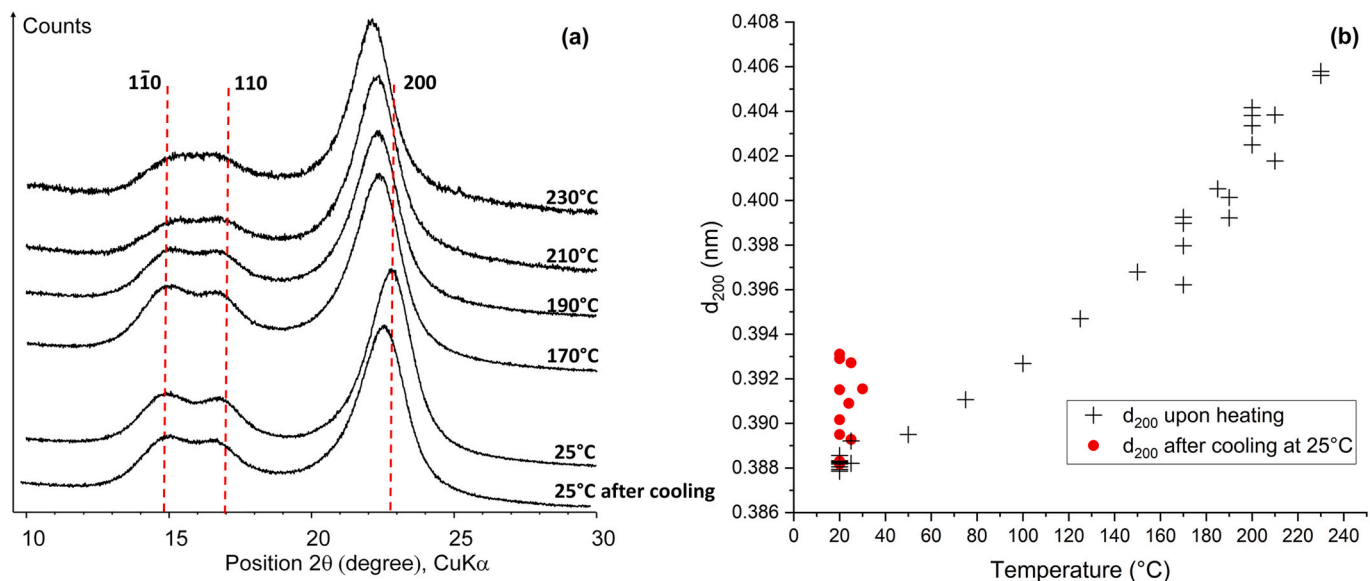 Counts
(a)
11̄0
110
200
230°C
210°C
190°C
170°C
25°C
25°C after cooling
10 15 20 25 30
Position 2θ (degree), CuKα
(b)
0.408
0.406
0.404
0.402
0.400
0.398
0.396
0.394
0.392
0.390
0.388
0.386
d200 (nm)
d200 upon heating
d200 after cooling at 25°C
0 20 40 60 80 100 120 140 160 180 200 220 240
Temperature (°C)